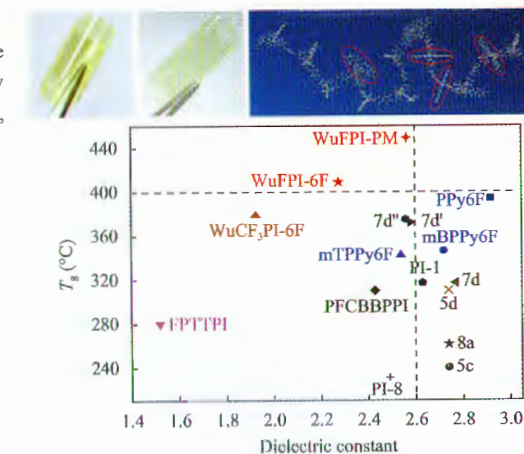 WuFPI-PM
440
400
WuFPI-6F
PPy6F
7d" 7d'
WuCF₃PI-6F
360
mTPPy6F
mBPPy6F
PI-1
7d
320
PFCBBPPI
5d
FPTTPI
280
8a
5c
240
PI-8
Tg (°C)
1.4 1.6 1.8 2.0 2.2 2.4 2.6 2.8 3.0
Dielectric constant